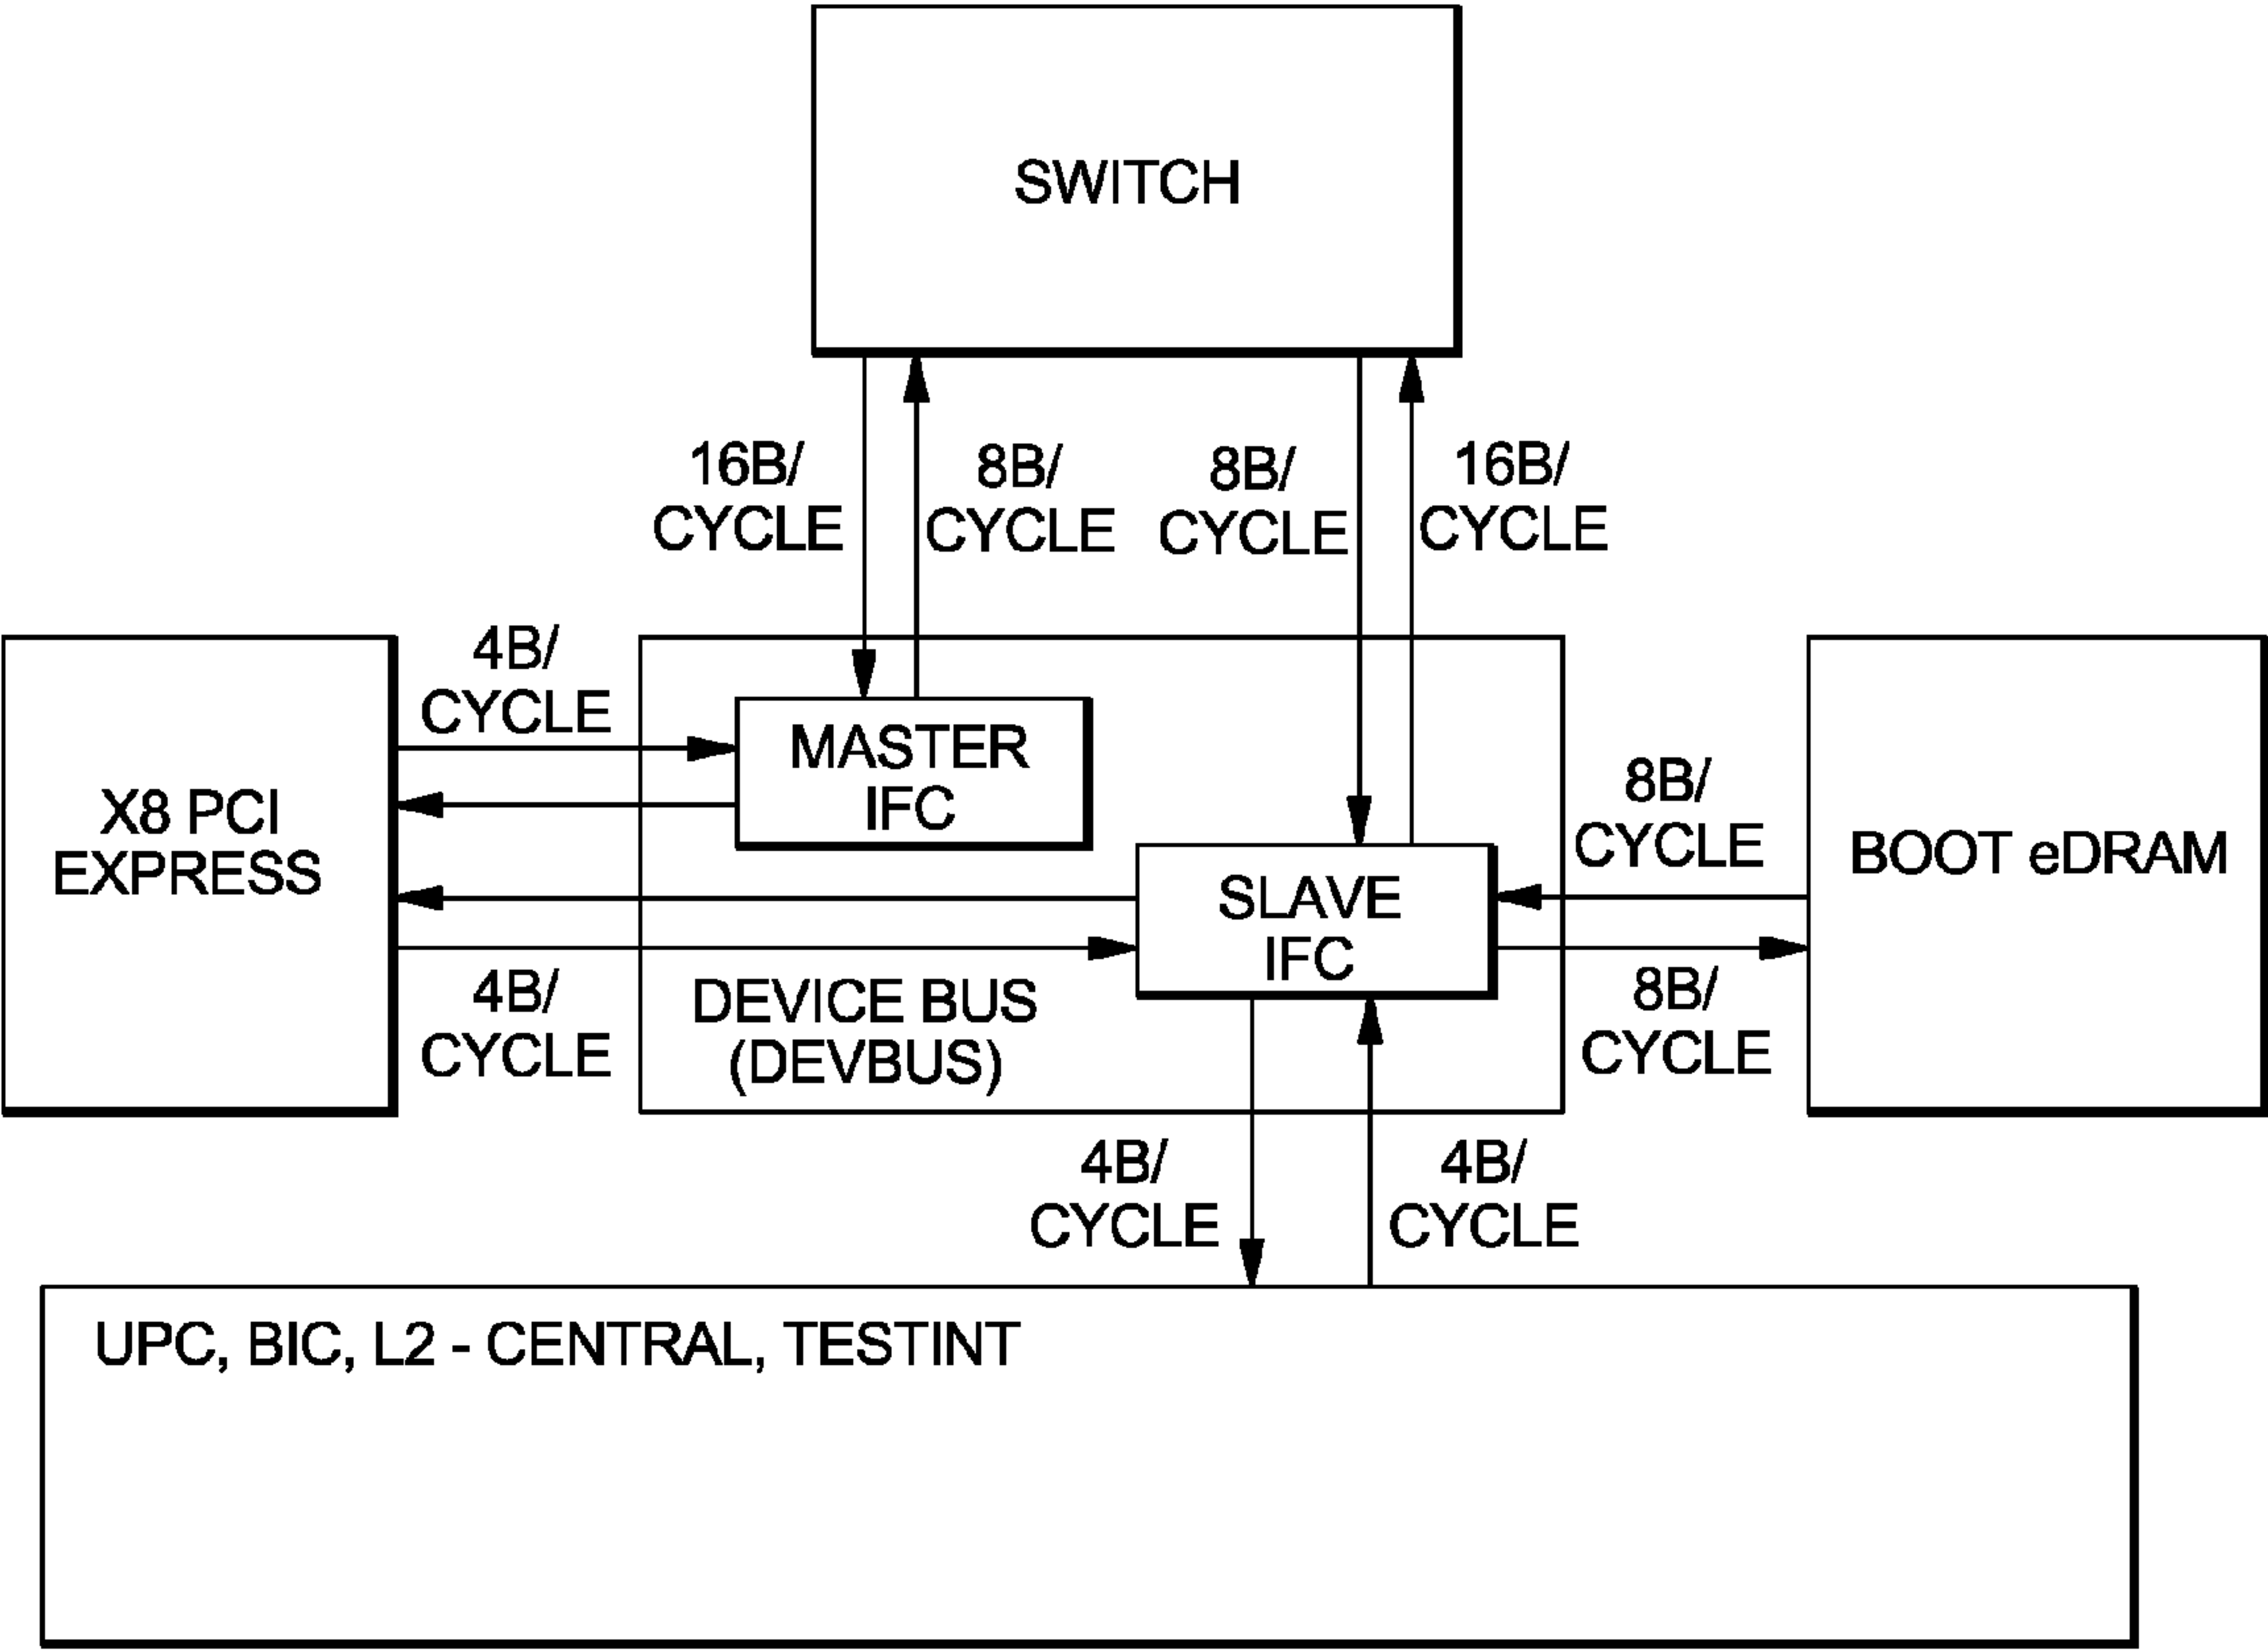 SWITCH
16B/
CYCLE
8B/
CYCLE
8B/
CYCLE
16B/
CYCLE
4B/
CYCLE
X8 PCI
EXPRESS
MASTER
IFC
SLAVE
IFC
8B/
CYCLE
BOOT eDRAM
4B/
CYCLE
DEVICE BUS
(DEVBUS)
8B/
CYCLE
4B/
CYCLE
4B/
CYCLE
UPC, BIC, L2 - CENTRAL, TESTINT